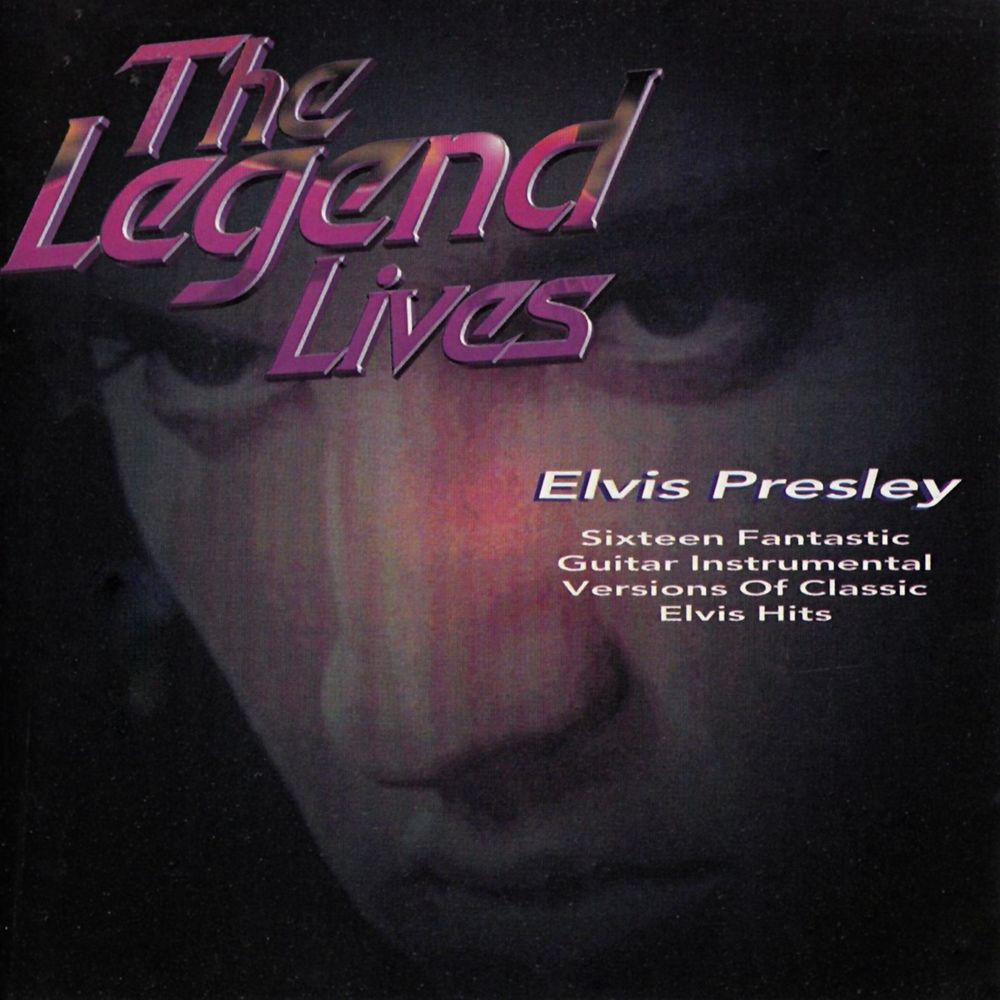 The
Legend
Lives
Elvis Presley
Sixteen Fantastic
Guitar Instrumental
Versions Of Classic
Elvis Hits